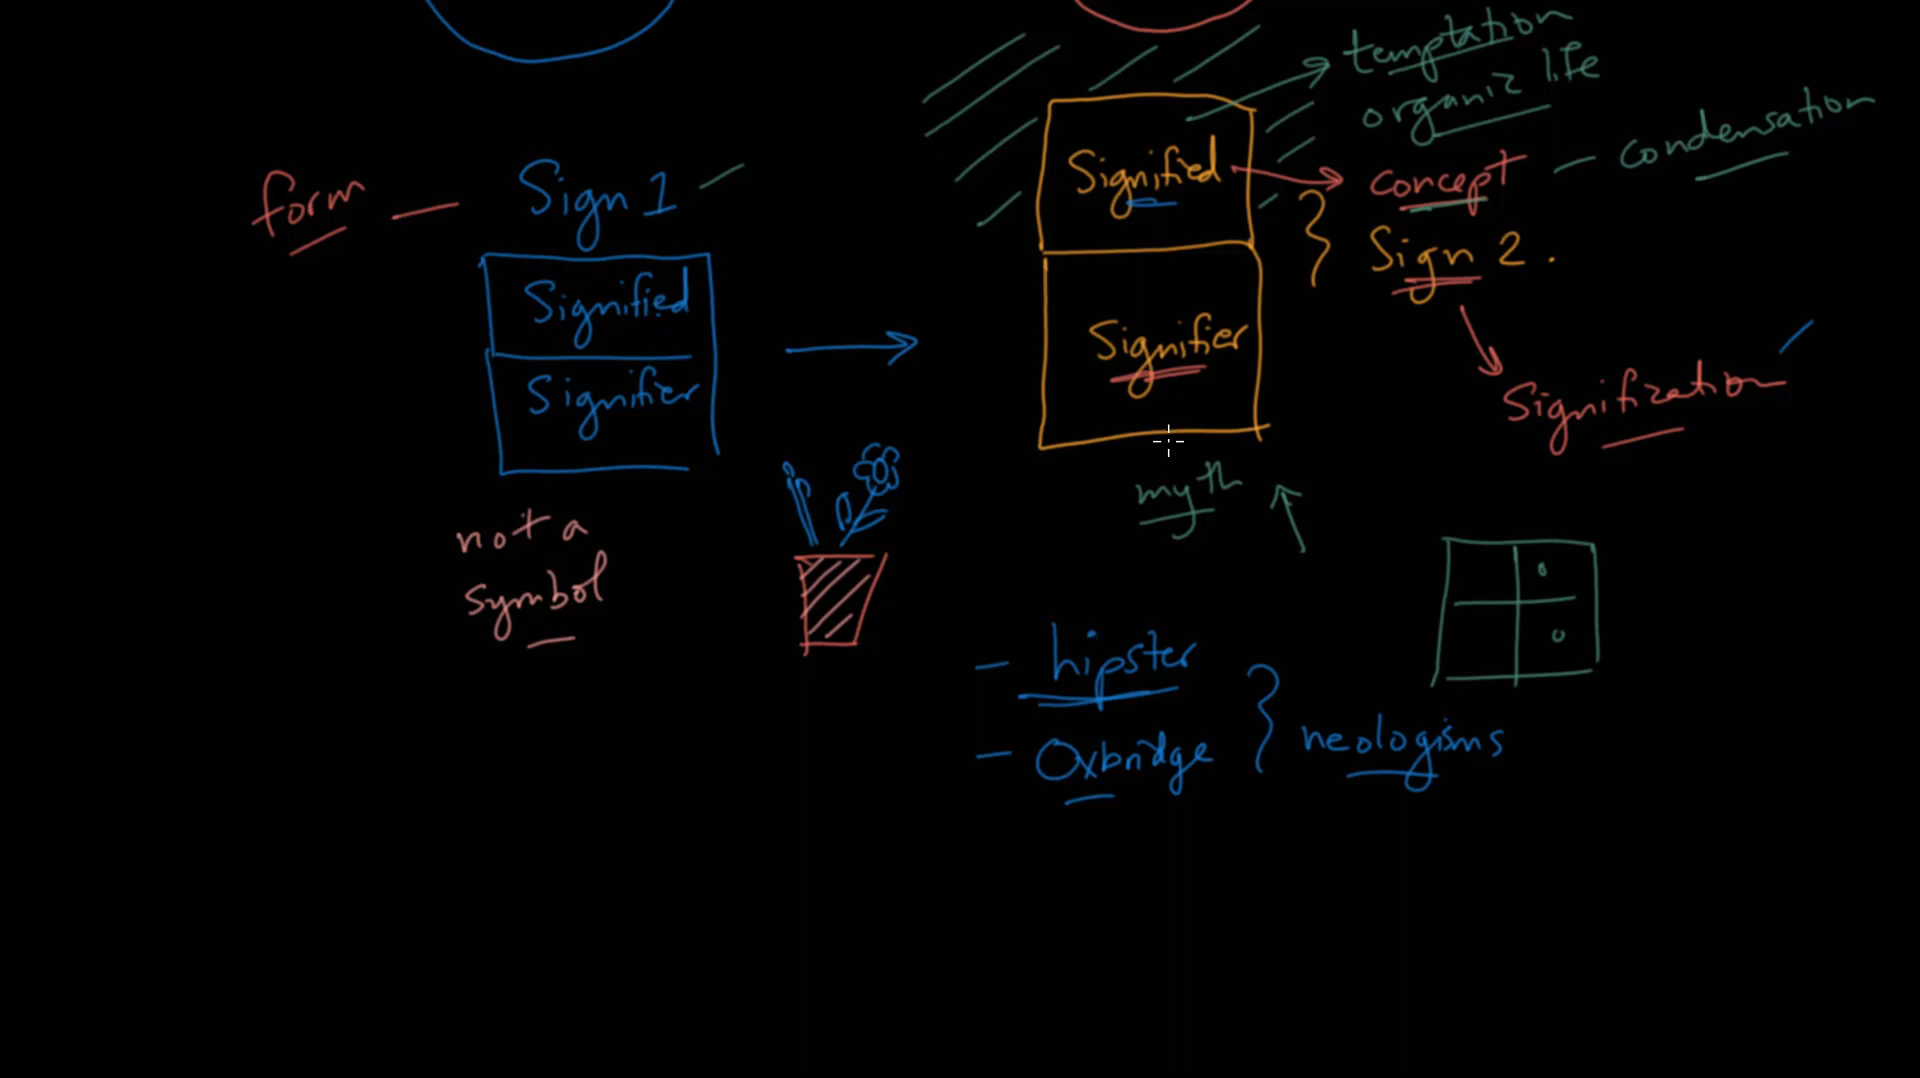 temptation
organic life
condensation
form — Sign 1
Signified
concept
Sign 2.
Signified
Signifier
Signifier
Signification
myth
not a
symbol
- hipster
- Oxbridge
neologisms